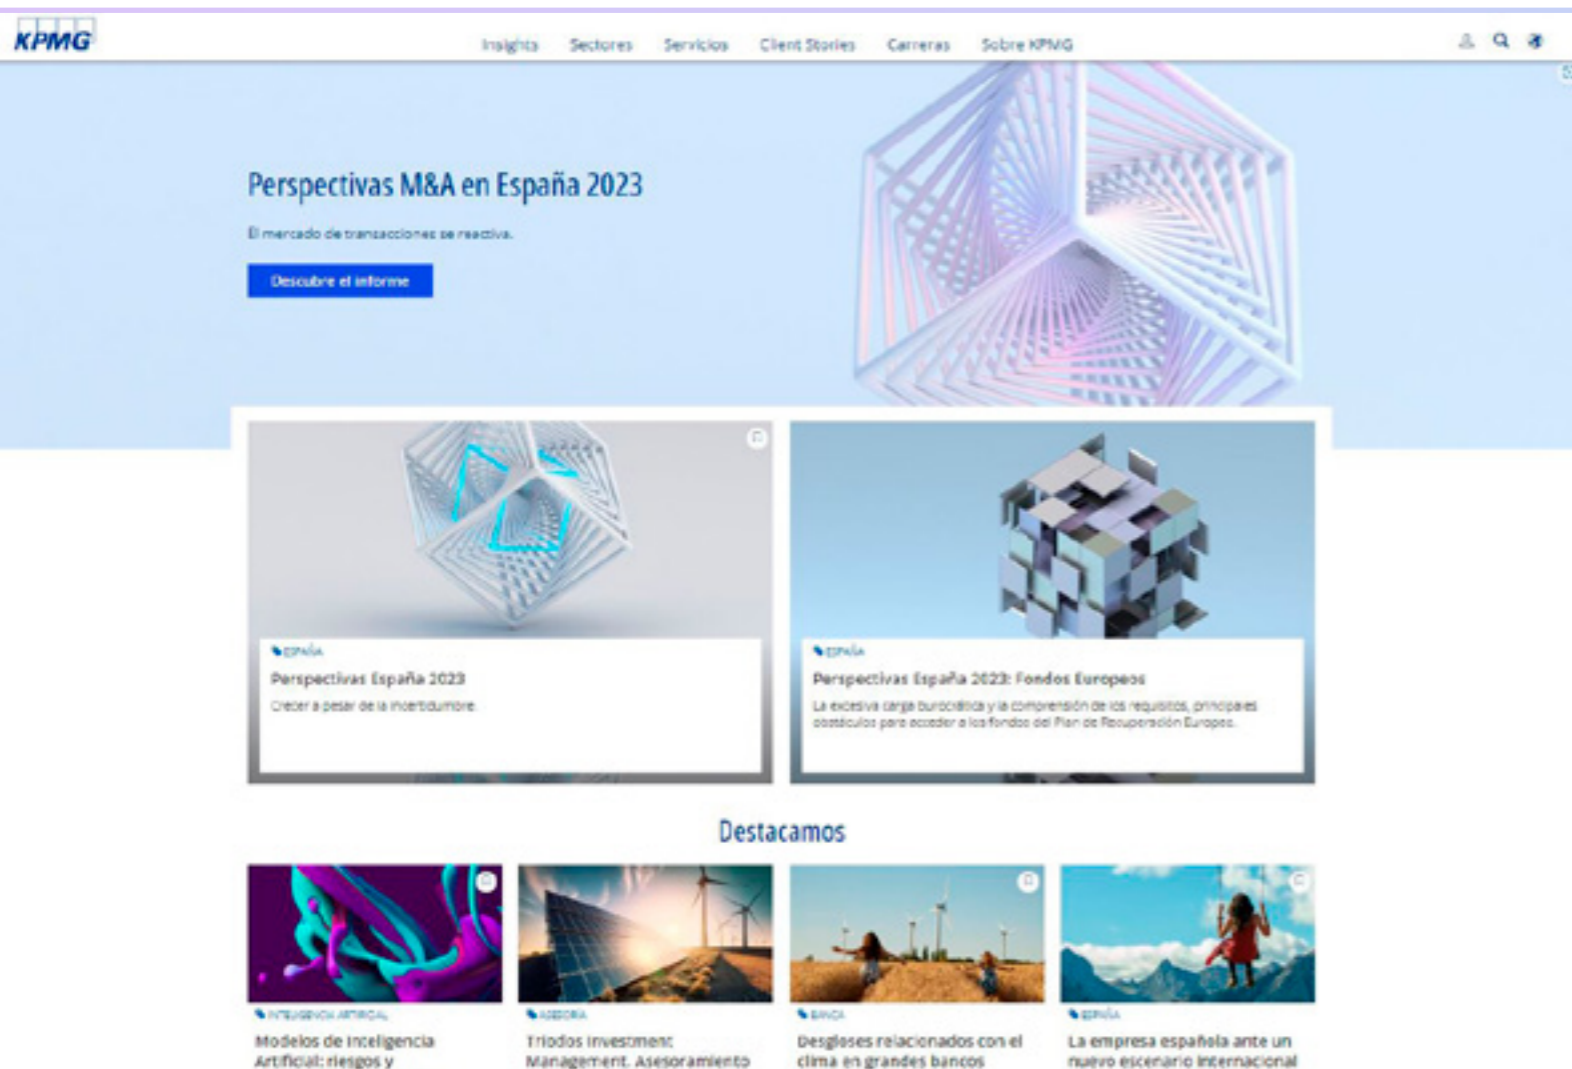 KPMG
Insights Sectores Servicios Client Stories Carreras Sobre KPMG
Perspectivas M&A en España 2023
El mercado de transacciones se reactiva.
Descubre el informe
ESPAÑA
Perspectivas España 2023
Crecer a pesar de la incertidumbre.
ESPAÑA
Perspectivas España 2023: Fondos Europeos
La excesiva carga burocrática y la comprensión de los requisitos, principales
obstáculos para acceder a los fondos del Plan de Recuperación Europeo.
Destacamos
INTELIGENCIA ARTIFICIAL
Modelos de Inteligencia
Artificial: riesgos y
ASESORÍA
Triodos Investment
Management. Asesoramiento
BANCA
Desgloses relacionados con el
clima en grandes bancos
ESPAÑA
La empresa española ante un
nuevo escenario internacional